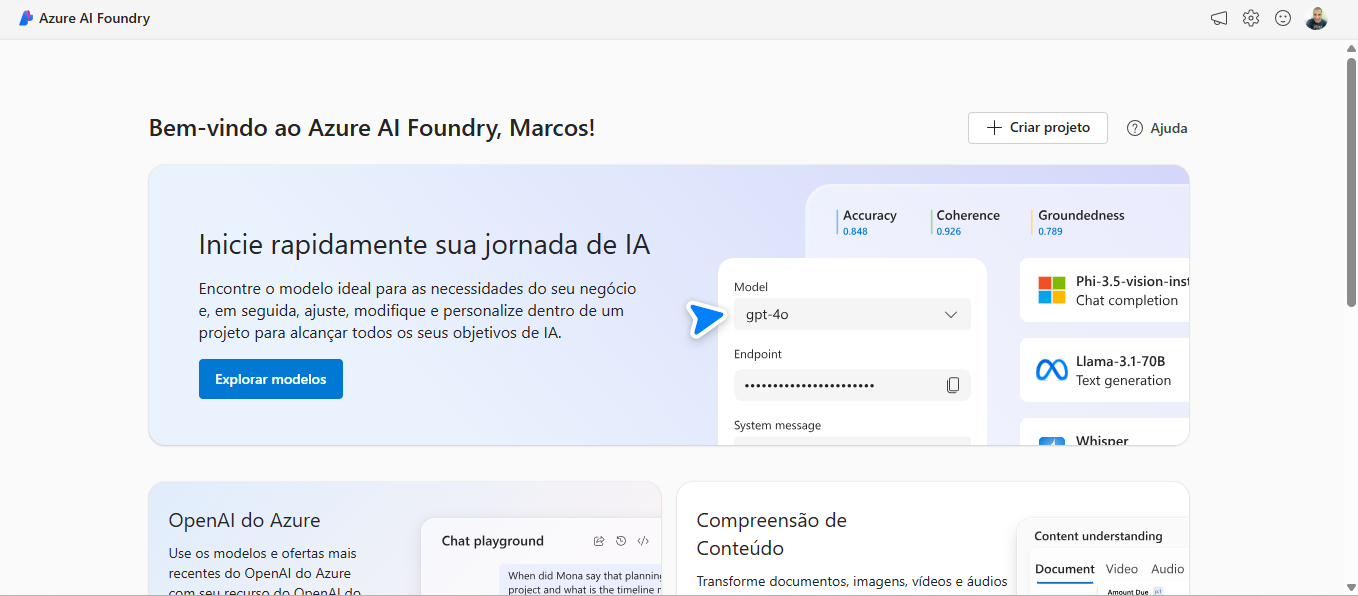 Azure AI Foundry
Bem-vindo ao Azure AI Foundry, Marcos!
Criar projeto
Ajuda
Inicie rapidamente sua jornada de IA
Encontre o modelo ideal para as necessidades do seu negócio
e, em seguida, ajuste, modifique e personalize dentro de um
projeto para alcançar todos os seus objetivos de IA.
Explorar modelos
Accuracy
0.848
Coherence
0.926
Groundedness
0.789
Model
gpt-4o
Endpoint
System message
Phi-3.5-vision-inst
Chat completion
Llama-3.1-70B
Text generation
Whisper
OpenAI do Azure
Use os modelos e ofertas mais
recentes do OpenAI do Azure
com seu recurso do OpenAI do
Chat playground
When did Mona say that planning
project and what is the timeline
Compreensão de
Conteúdo
Transforme documentos, imagens, vídeos e áudios
Content understanding
Document Video Audio
Amount Due